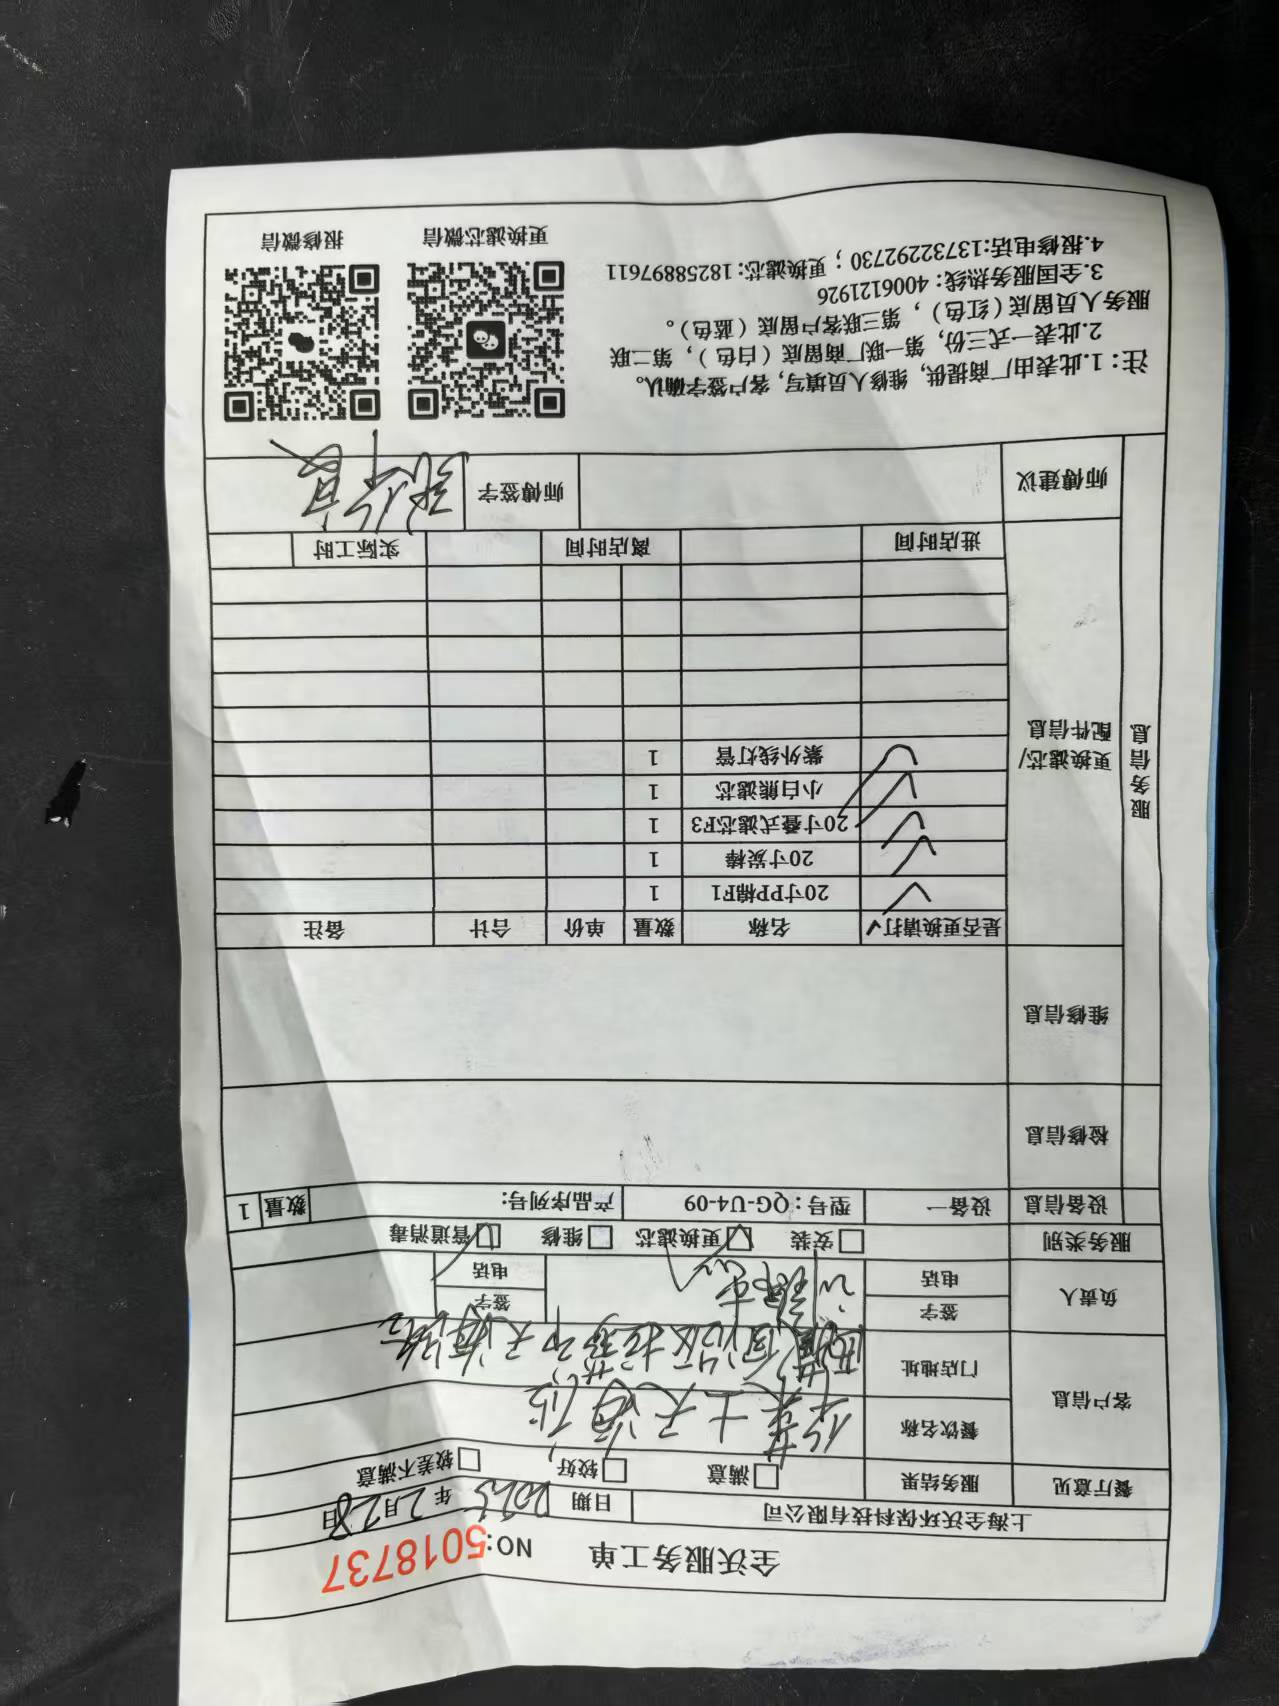 全沃服务工单 NO:5018737
上海全沃环保科技有限公司 日期 2025年2月28日
餐厅意见 服务结果 满意 较好 较差不满意
客户信息 餐饮名称
门店地址
负责人 签字 签字
电话 电话
服务类别 安装 更换滤芯 维修 管道消毒
设备信息 设备一 型号:QG-U4-09 产品序列号: 数量 1
检修信息
服务信息 维修信息
更换滤芯/配件信息 是否更换请打✓ 名称 数量 单价 合计 备注
✓ 20寸PP棉F1 1
✓ 20寸炭棒 1
✓ 20寸叠式滤芯F3 1
✓ 小白熊滤芯 1
✓ 紫外线灯管 1
进店时间 离店时间 实际工时
师傅建议 师傅签字
注:1.此表由厂商提供,维修人员填写,客户签字确认。
2.此表一式三份,第一联厂商留底(白色),第二联
服务人员留底(红色),第三联客户留底(蓝色)。
3.全国服务热线:4006121926
4.报修电话:13732292730;更换滤芯:18258897611
更换滤芯微信 报修微信